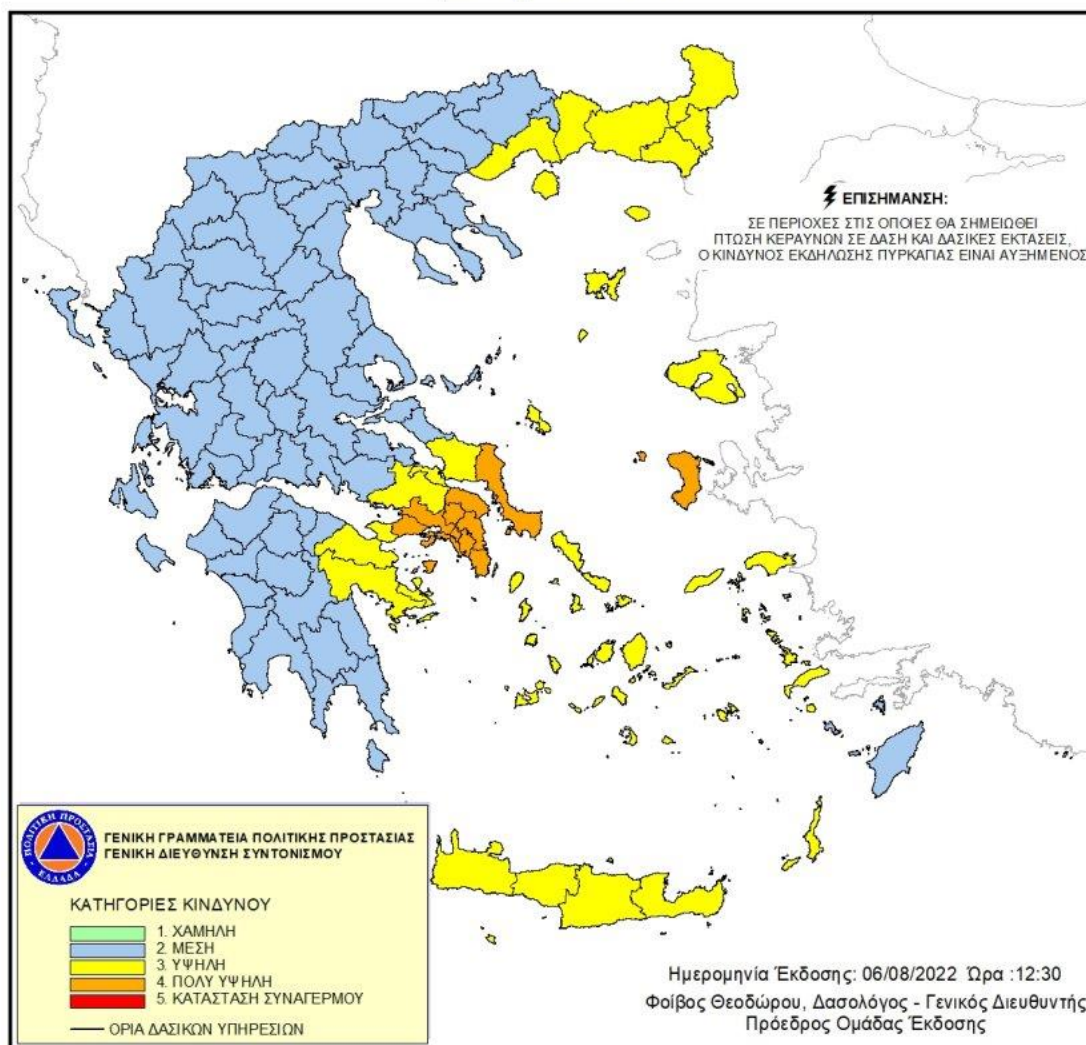 ΕΠΙΣΗΜΑΝΣΗ:
ΣΕ ΠΕΡΙΟΧΕΣ ΣΤΙΣ ΟΠΟΙΕΣ ΘΑ ΣΗΜΕΙΩΘΕΙ
ΠΤΩΣΗ ΚΕΡΑΥΝΩΝ ΣΕ ΔΑΣΗ ΚΑΙ ΔΑΣΙΚΕΣ ΕΚΤΑΣΕΙΣ,
Ο ΚΙΝΔΥΝΟΣ ΕΚΔΗΛΩΣΗΣ ΠΥΡΚΑΓΙΑΣ ΕΙΝΑΙ ΑΥΞΗΜΕΝΟΣ
ΠΟΛΙΤΙΚΗ ΠΡΟΣΤΑΣΙΑ
ΕΛΛΑΔΑ
ΓΕΝΙΚΗ ΓΡΑΜΜΑΤΕΙΑ ΠΟΛΙΤΙΚΗΣ ΠΡΟΣΤΑΣΙΑΣ
ΓΕΝΙΚΗ ΔΙΕΥΘΥΝΣΗ ΣΥΝΤΟΝΙΣΜΟΥ
ΚΑΤΗΓΟΡΙΕΣ ΚΙΝΔΥΝΟΥ
1. ΧΑΜΗΛΗ
2. ΜΕΣΗ
3. ΥΨΗΛΗ
4. ΠΟΛΥ ΥΨΗΛΗ
5. ΚΑΤΑΣΤΑΣΗ ΣΥΝΑΓΕΡΜΟΥ
ΟΡΙΑ ΔΑΣΙΚΩΝ ΥΠΗΡΕΣΙΩΝ
Ημερομηνία Έκδοσης: 06/08/2022 Ώρα :12:30
Φοίβος Θεοδώρου, Δασολόγος - Γενικός Διευθυντής
Πρόεδρος Ομάδας Έκδοσης